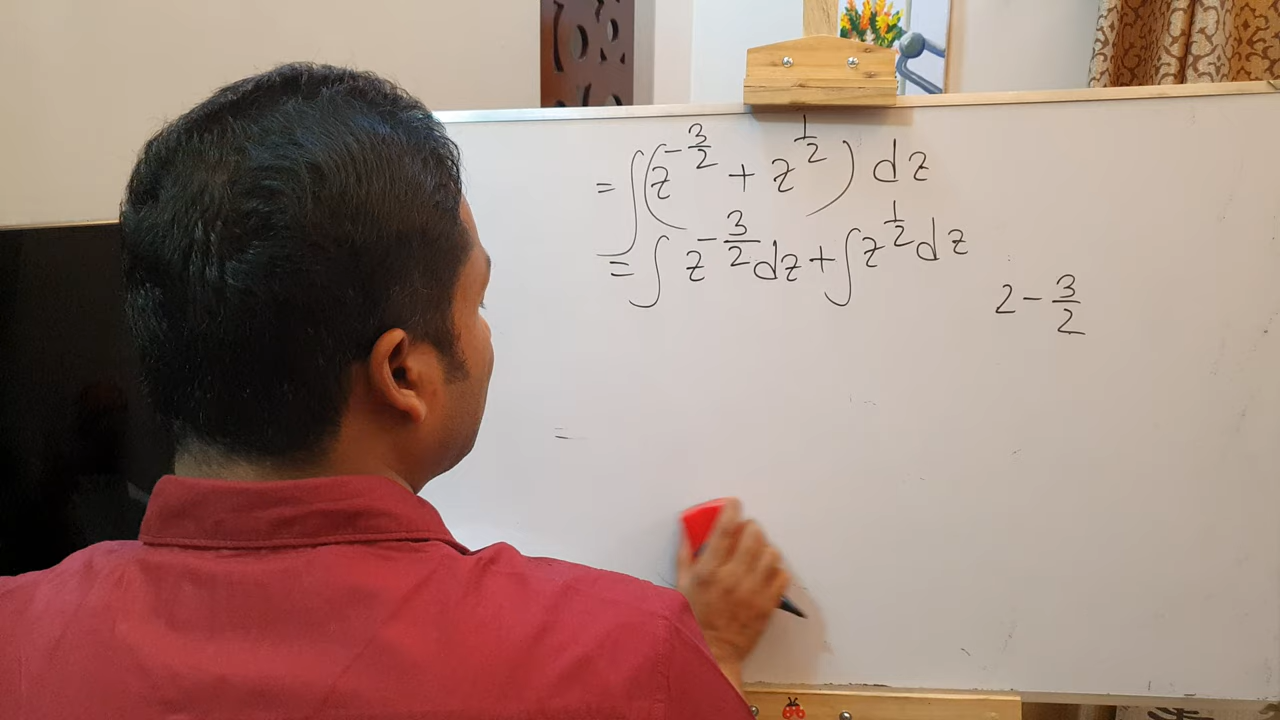 = ∫(z^{-3/2} + z^{1/2}) dz
= ∫ z^{-3/2} dz + ∫ z^{1/2} dz
2 - 3/2
=